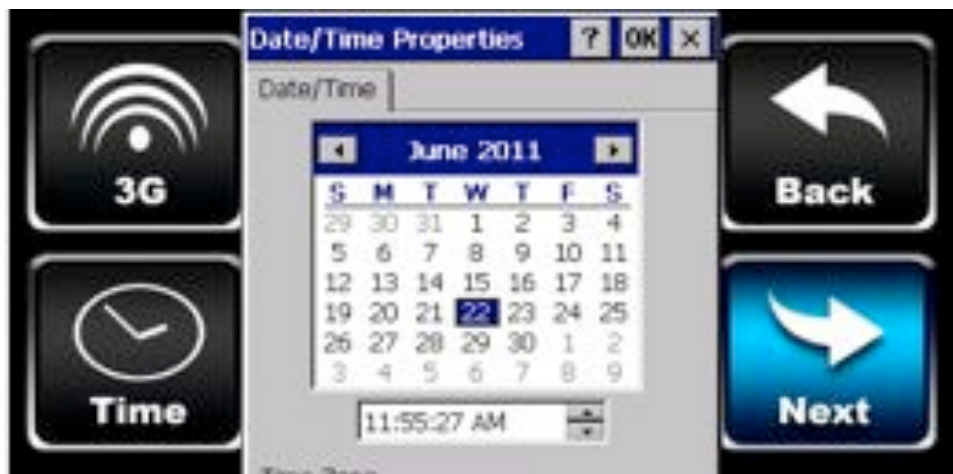 Date/Time Properties ? OK ×
Date/Time
June 2011
S M T W T F S
29 30 31 1 2 3 4
5 6 7 8 9 10 11
12 13 14 15 16 17 18
19 20 21 22 23 24 25
26 27 28 29 30 1 2
3 4 5 6 7 8 9
11:55:27 AM
Time Zone
3G
Time
Back
Next